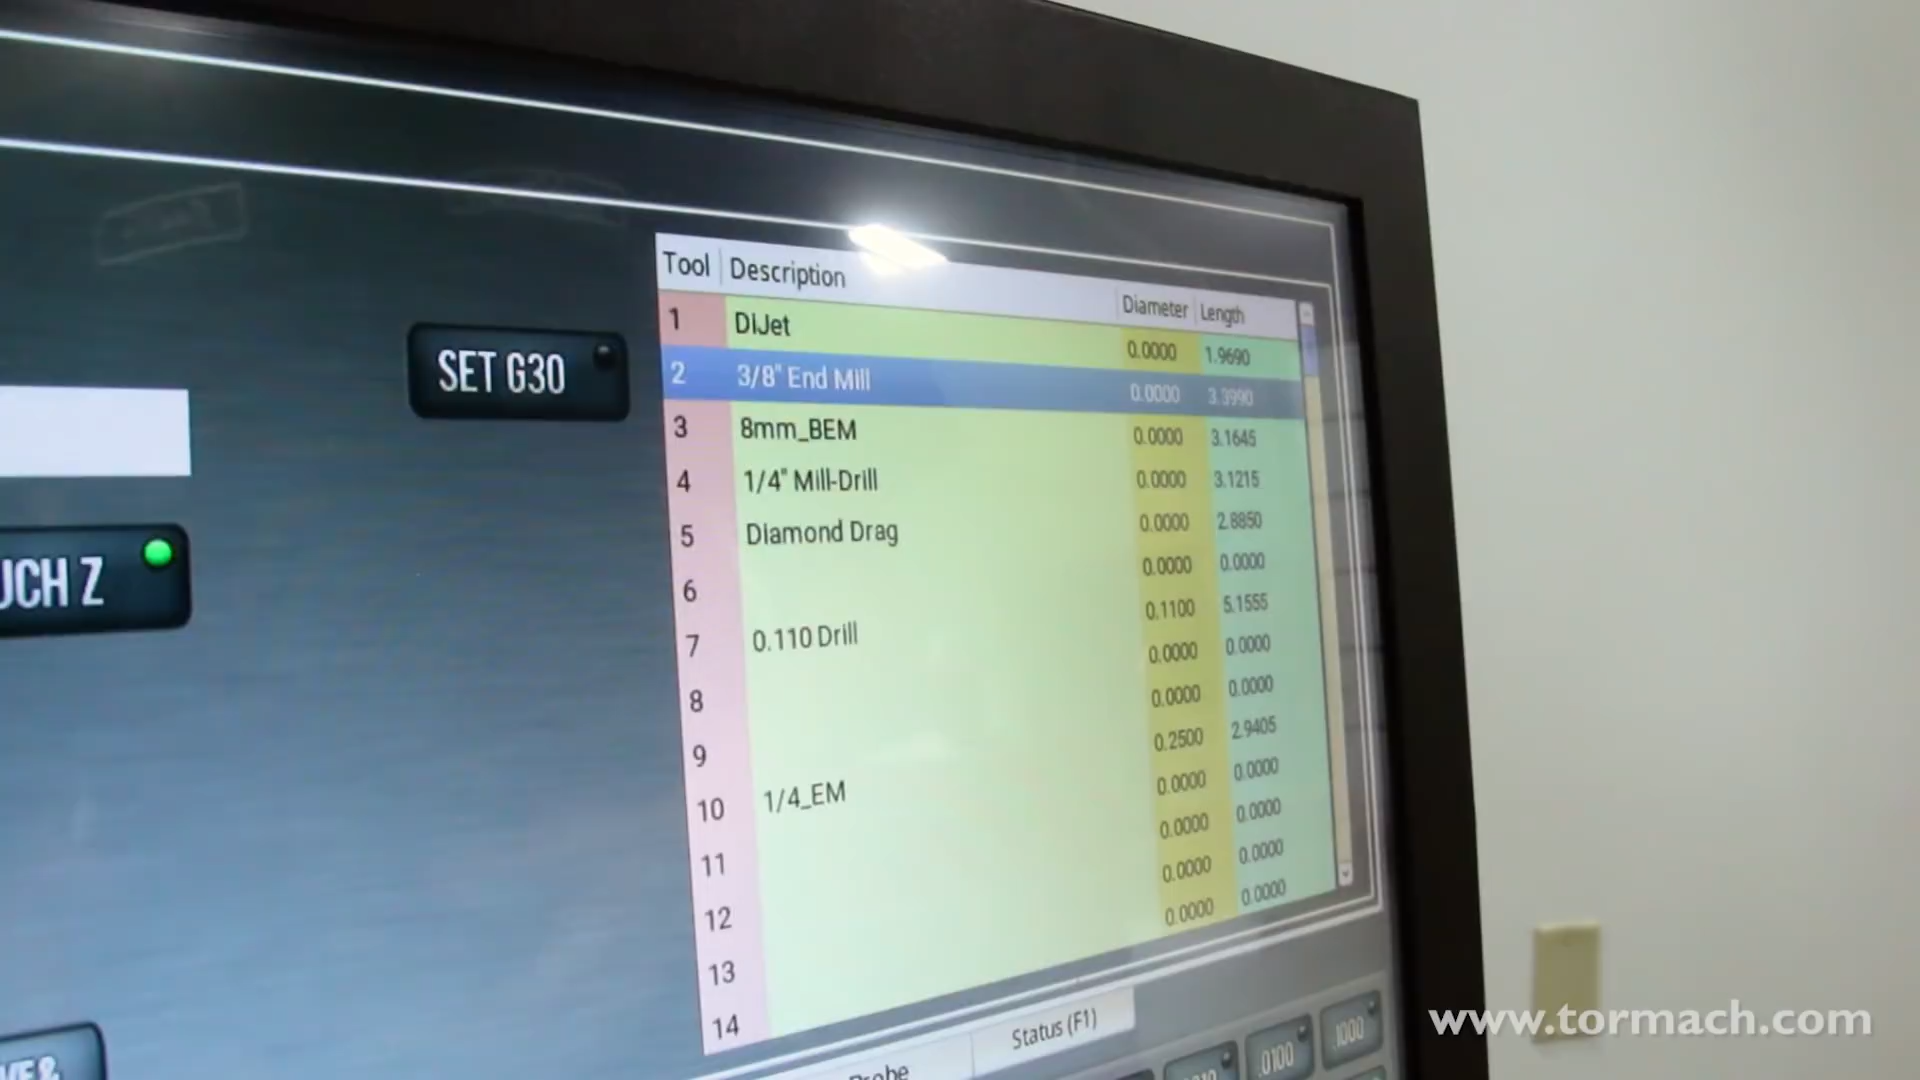 Tool Description Diameter Length
1 DIJet 0.0000 1.9690
SET G30
2 3/8" End Mill 0.0000 3.3990
3 8mm_BEM 0.0000 3.1645
4 1/4" Mill-Drill 0.0000 3.1215
5 Diamond Drag 0.0000 2.8850
6 0.0000 0.0000
7 0.110 Drill 0.1100 5.1555
8 0.0000 0.0000
9 0.0000 0.0000
10 1/4_EM 0.2500 2.9405
11 0.0000 0.0000
12 0.0000 0.0000
13 0.0000 0.0000
14 0.0000 0.0000
UCH Z
Status (F1)
.0100
.1000
www.tormach.com